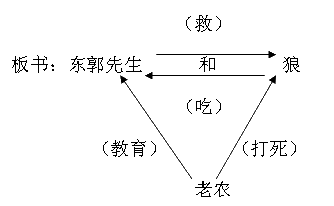 （救）
板书：东郭先生 和 狼
（吃）
（教育） （打死）
老农